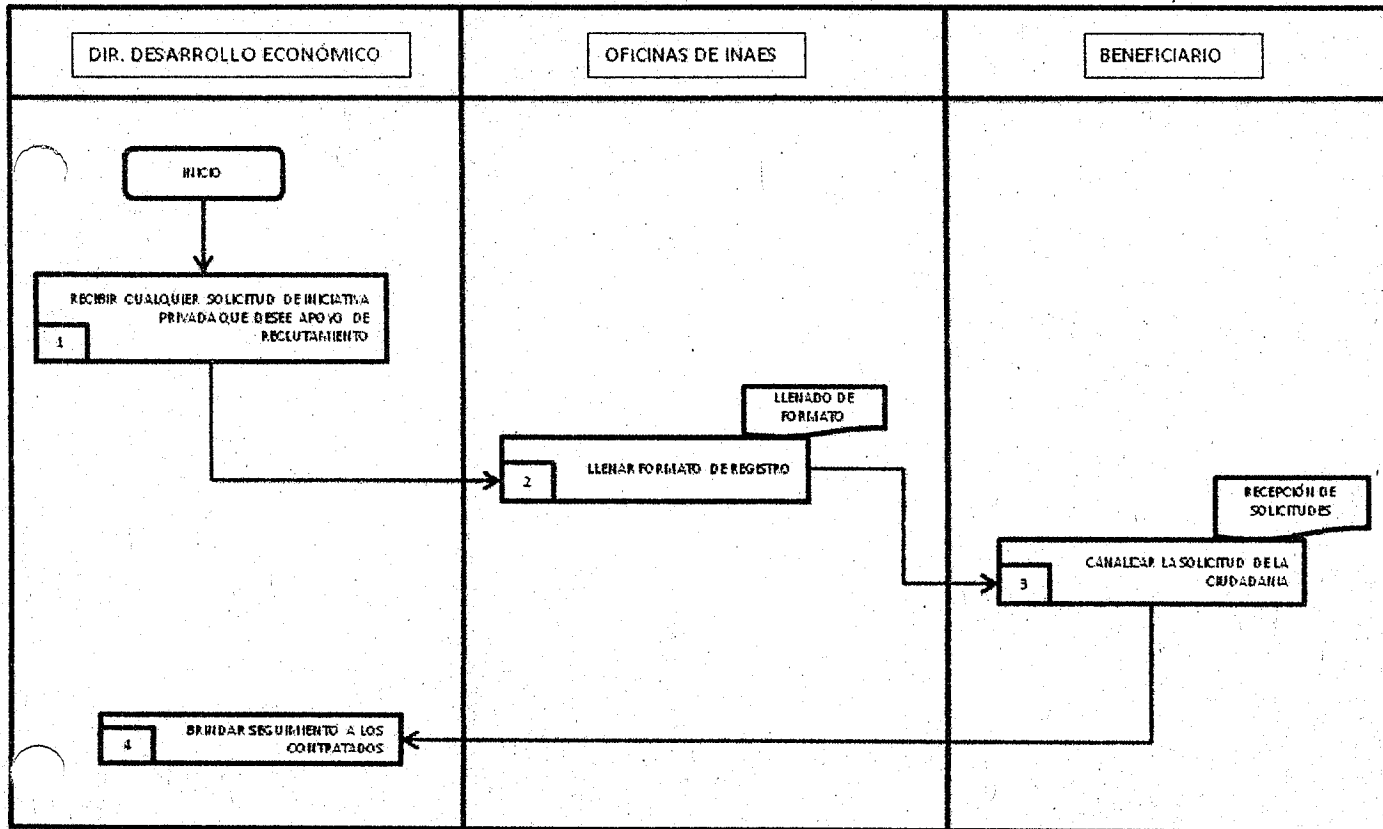 DIR. DESARROLLO ECONÓMICO
OFICINAS DE INAES
BENEFICIARIO
INICIO
RECIBIR CUALQUIER SOLICITUD DE INICIATIVA
PRIVADA QUE DESEE APOYO DE
RECLUTAMIENTO
1
LLENADO DE
FORMATO
LLENAR FORMATO DE REGISTRO
2
RECEPCIÓN DE
SOLICITUDES
CANALIZAR LA SOLICITUD DE LA
CIUDADANIA
3
BRINDAR SEGUIMIENTO A LOS
CONTRATADOS
4